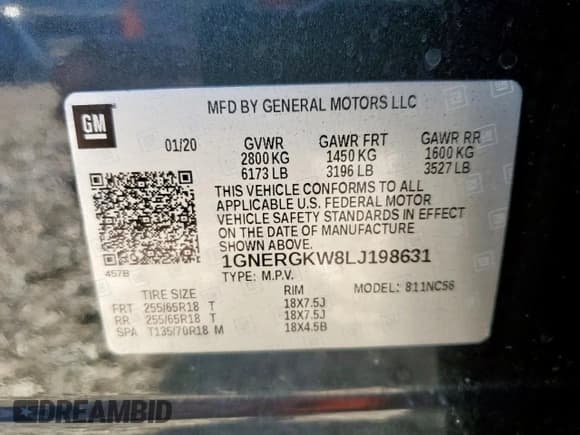 GM
MFD BY GENERAL MOTORS LLC
01/20 GVWR GAWR FRT GAWR RR
2800 KG 1450 KG 1600 KG
6173 LB 3196 LB 3527 LB
THIS VEHICLE CONFORMS TO ALL
APPLICABLE U.S. FEDERAL MOTOR
VEHICLE SAFETY STANDARDS IN EFFECT
ON THE DATE OF MANUFACTURE
SHOWN ABOVE.
457B
1GNERGKW8LJ198631
TYPE: M.P.V. MODEL: 811NC56
TIRE SIZE RIM
FRT 255/65R18 T 18X7.5J
RR 255/65R18 T 18X7.5J
SPA T135/70R18 M 18X4.5B
DREAMBID